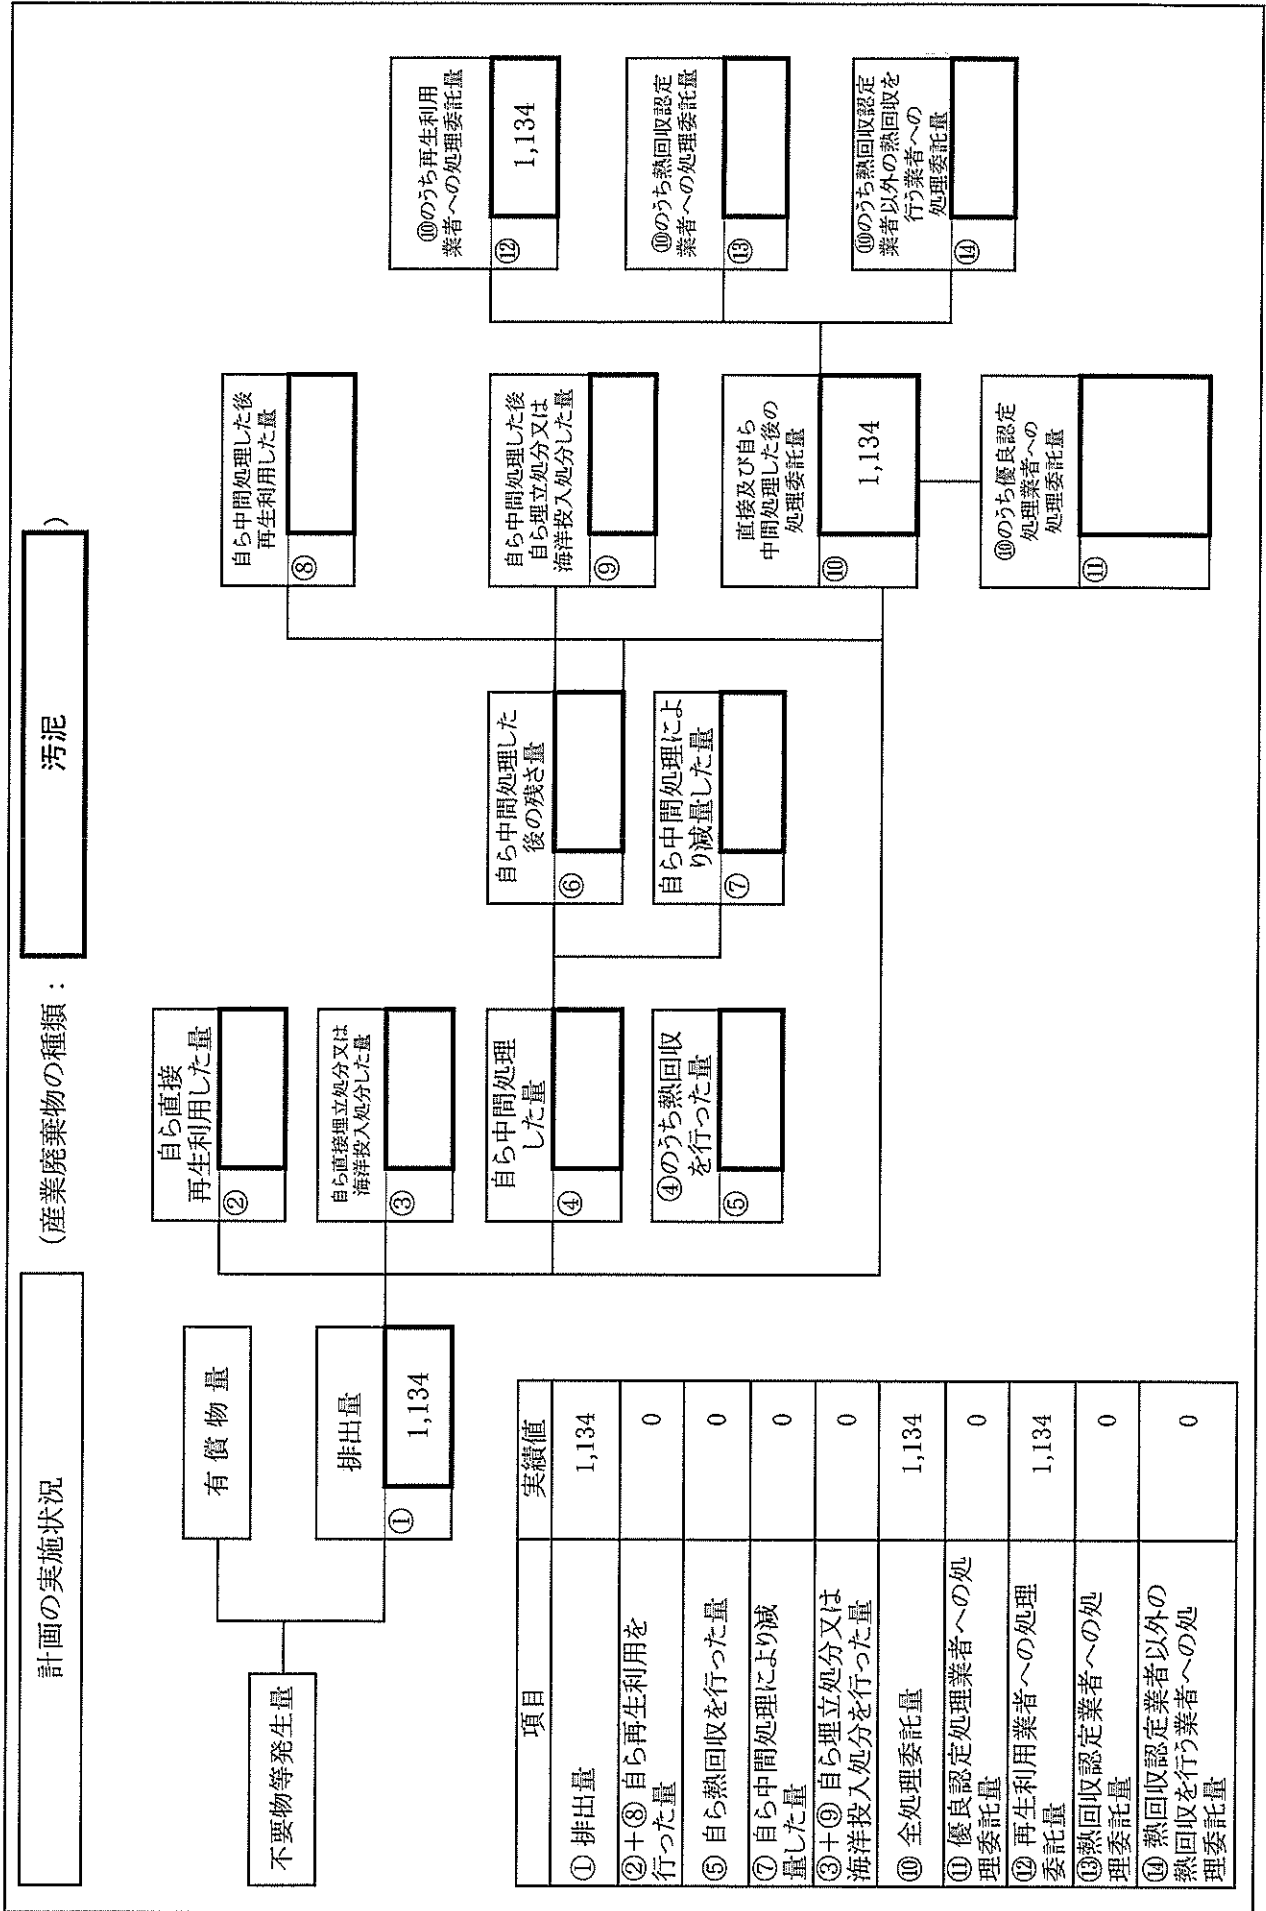 計画の実施状況
(産業廃棄物の種類:
汚泥
)
不要物等発生量
有償物量
排出量
①
1,134
自ら直接
再生利用した量
②
自ら直接埋立処分又は
海洋投入処分した量
③
自ら中間処理
した量
④
④のうち熱回収
を行った量
⑤
自ら中間処理した
後の残さ量
⑥
自ら中間処理によ
り減量した量
⑦
自ら中間処理した後
再生利用した量
⑧
自ら中間処理した後
自ら埋立処分又は
海洋投入処分した量
⑨
直接及び自ら
中間処理した後の
処理委託量
⑩
1,134
⑩のうち優良認定
処理業者への
処理委託量
⑪
⑩のうち再生利用
業者への処理委託量
⑫
1,134
⑩のうち熱回収認定
業者への処理委託量
⑬
⑩のうち熱回収認定
業者以外の熱回収を
行う業者への
処理委託量
⑭
項目 実績値
① 排出量 1,134
②+⑧ 自ら再生利用を
行った量 0
⑤ 自ら熱回収を行った量 0
⑦ 自ら中間処理により減
量した量 0
③+⑨ 自ら埋立処分又は
海洋投入処分を行った量 0
⑩ 全処理委託量 1,134
⑪ 優良認定処理業者への処
理委託量 0
⑫ 再生利用業者への処理
委託量 1,134
⑬熱回収認定業者への処
理委託量 0
⑭ 熱回収認定業者以外の
熱回収を行う業者への処
理委託量 0